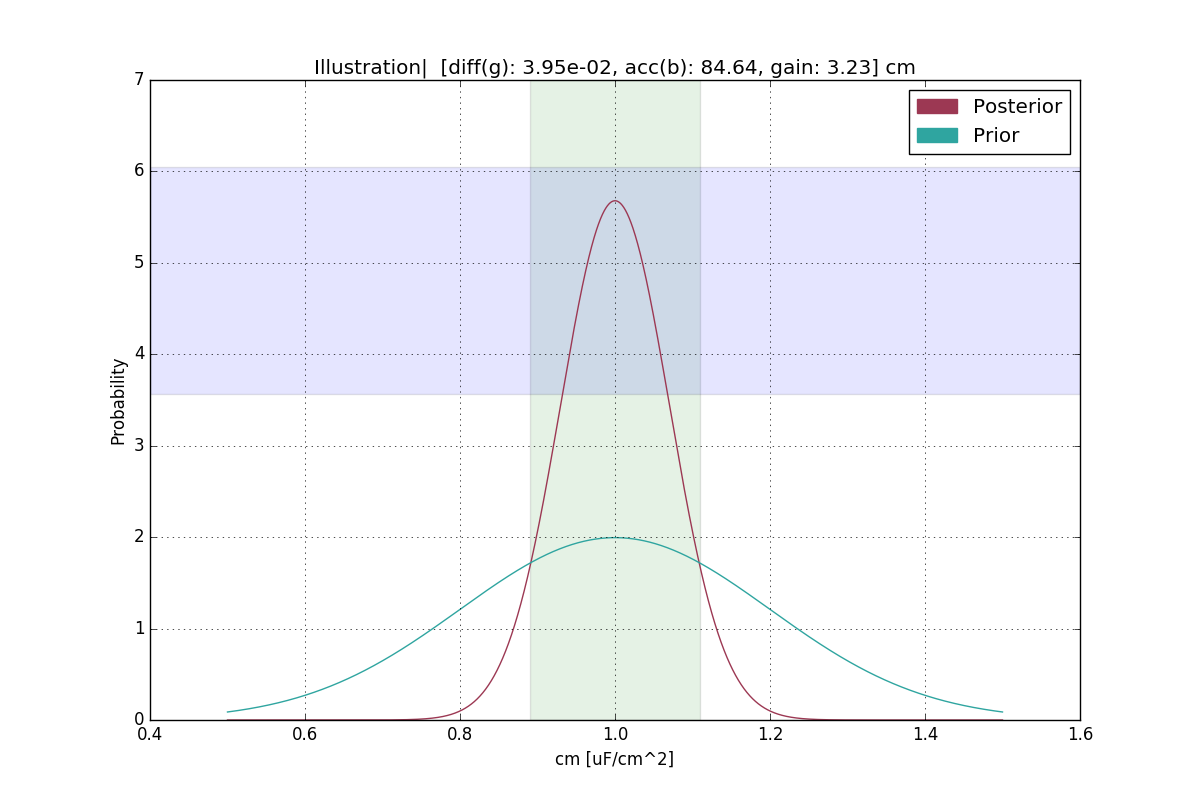 Illustration|  [diff(g): 3.95e-02, acc(b): 84.64, gain: 3.23] cm
Posterior
Prior
Probability
7
6
5
4
3
2
1
0
0.4 0.6 0.8 1.0 1.2 1.4 1.6
cm [uF/cm^2]